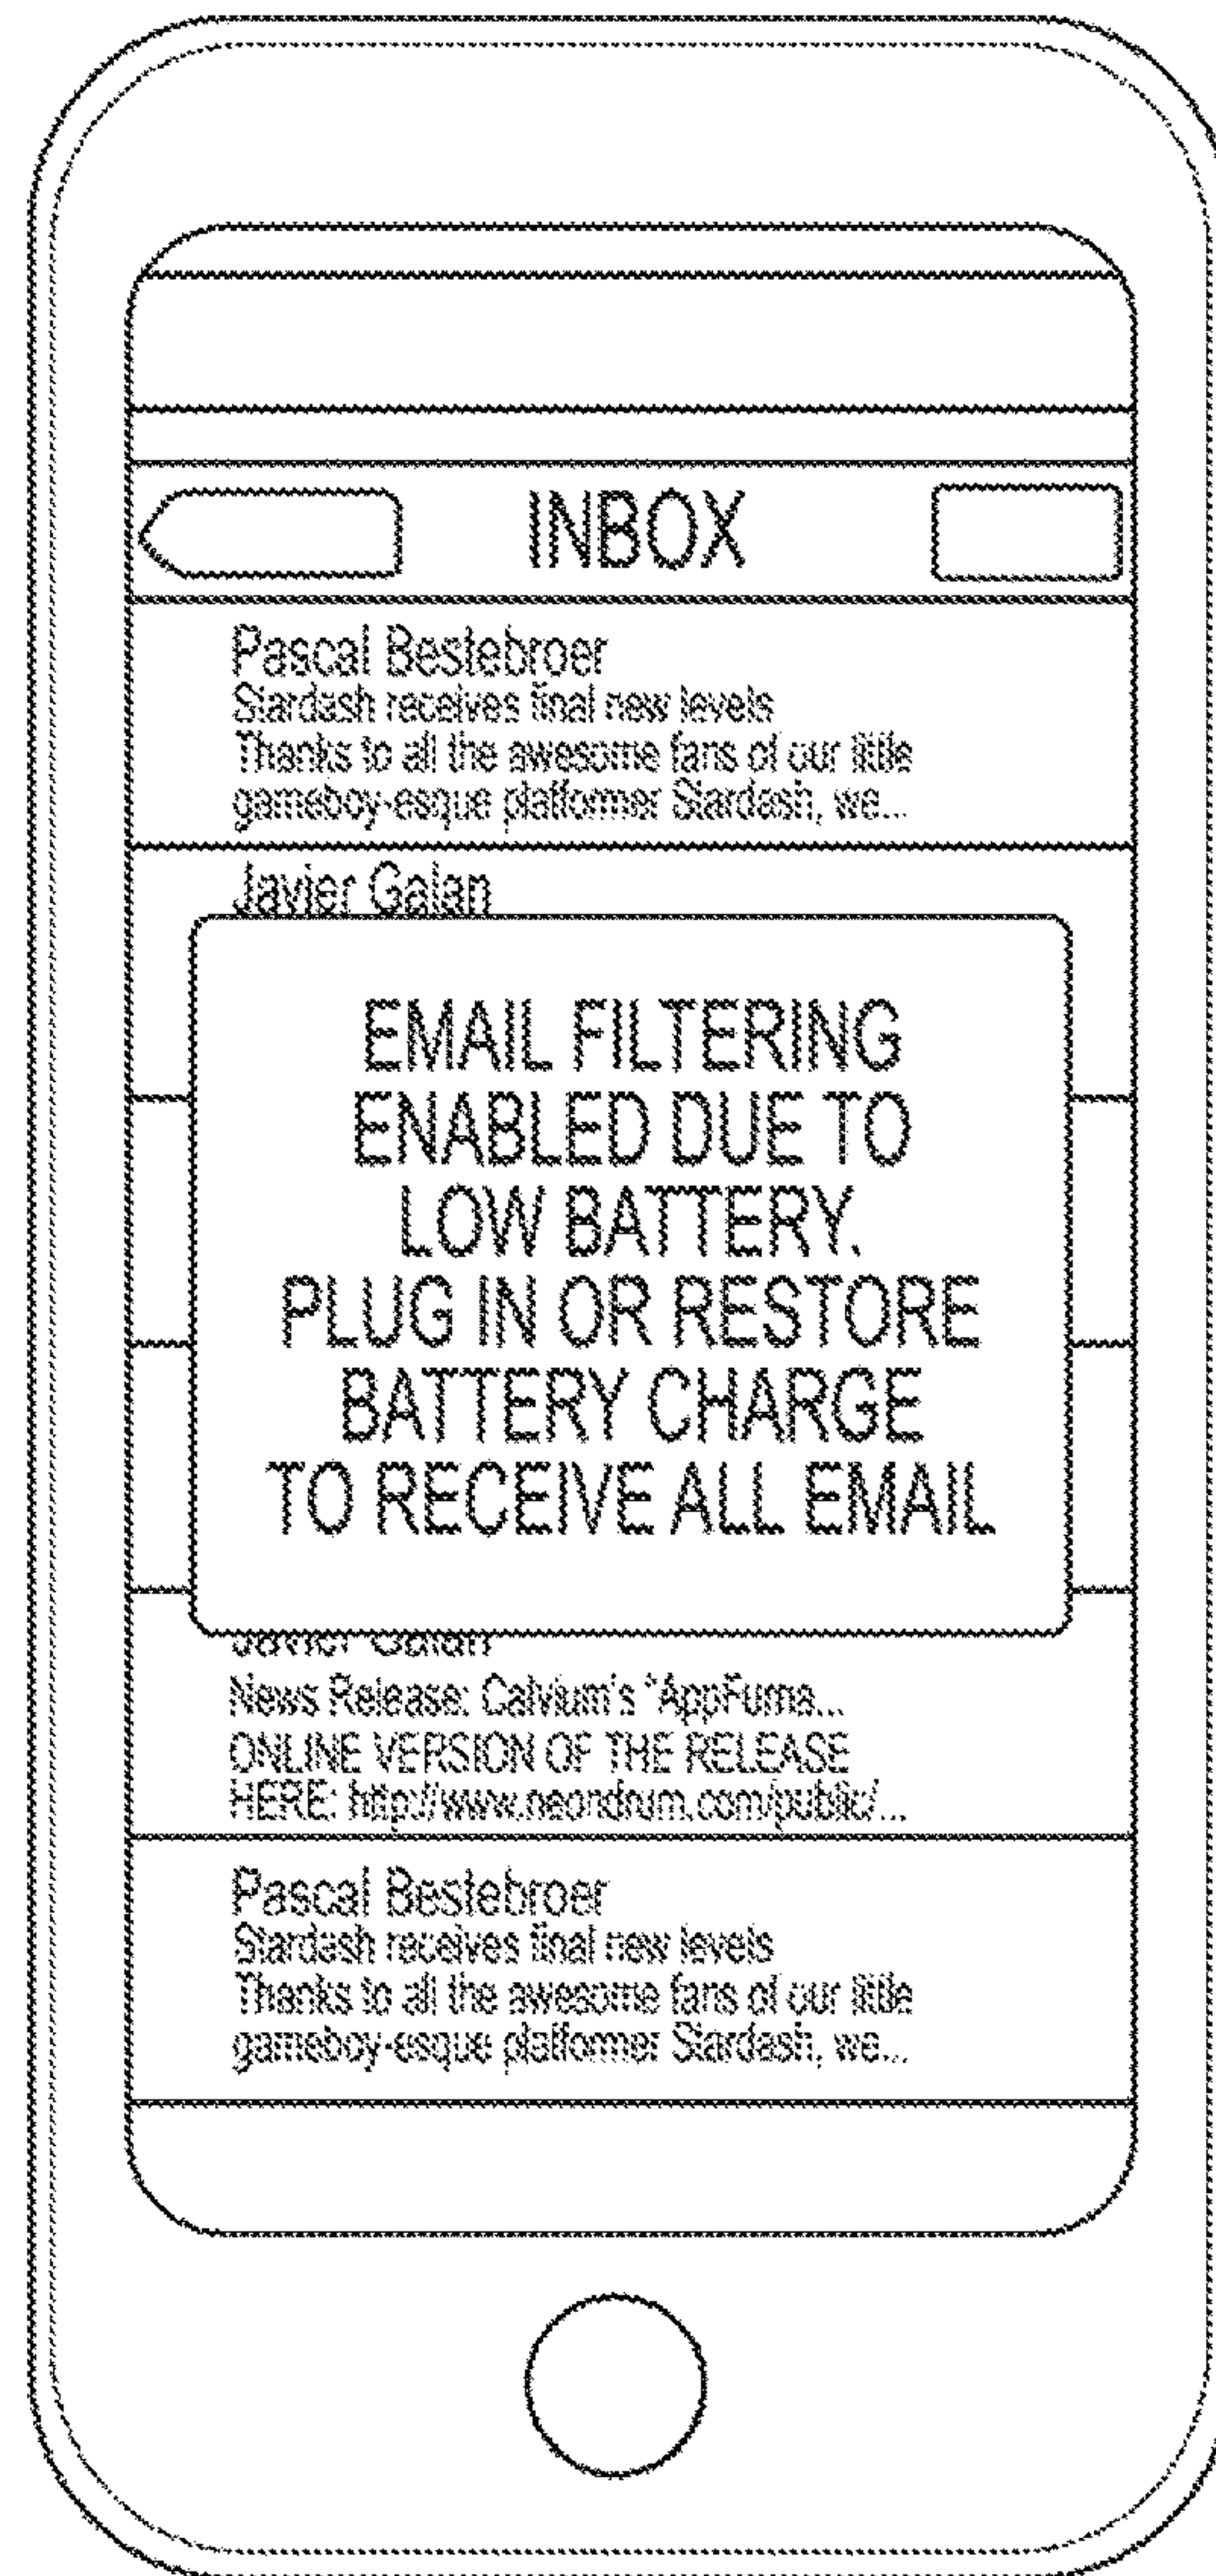 INBOX
Pascal Bestebroer
Stardash receives final new levels
Thanks to all the awesome fans of our little
gameboy-esque platformer Stardash, we...
Javier Galan
EMAIL FILTERING
ENABLED DUE TO
LOW BATTERY.
PLUG IN OR RESTORE
BATTERY CHARGE
TO RECEIVE ALL EMAIL
Javier Galan
News Release: Calvium's "AppFurna...
ONLINE VERSION OF THE RELEASE
HERE: http://www.neondrum.com/public/...
Pascal Bestebroer
Stardash receives final new levels
Thanks to all the awesome fans of our little
gameboy-esque platformer Stardash, we...